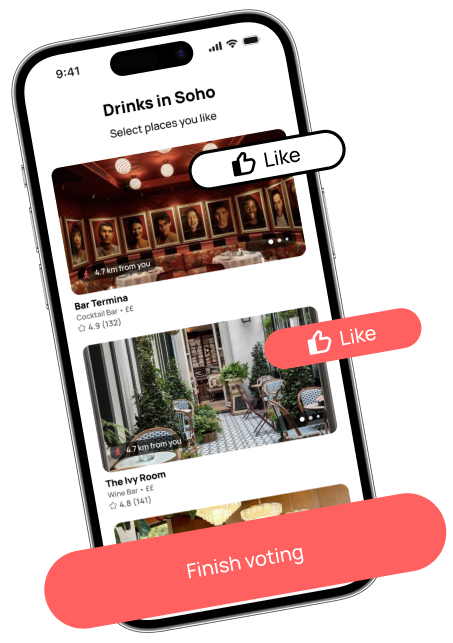 9:41
Drinks in Soho
Select places you like
Like
4.7 km from you
Bar Termina
Cocktail Bar • ££
4.9 (132)
Like
4.7 km from you
The Ivy Room
Wine Bar • ££
4.8 (141)
Finish voting